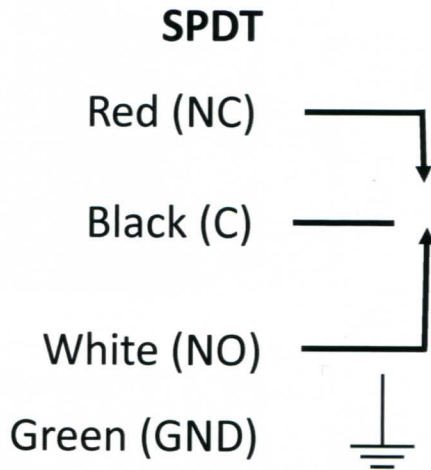 SPDT
Red (NC)
Black (C)
White (NO)
Green (GND)